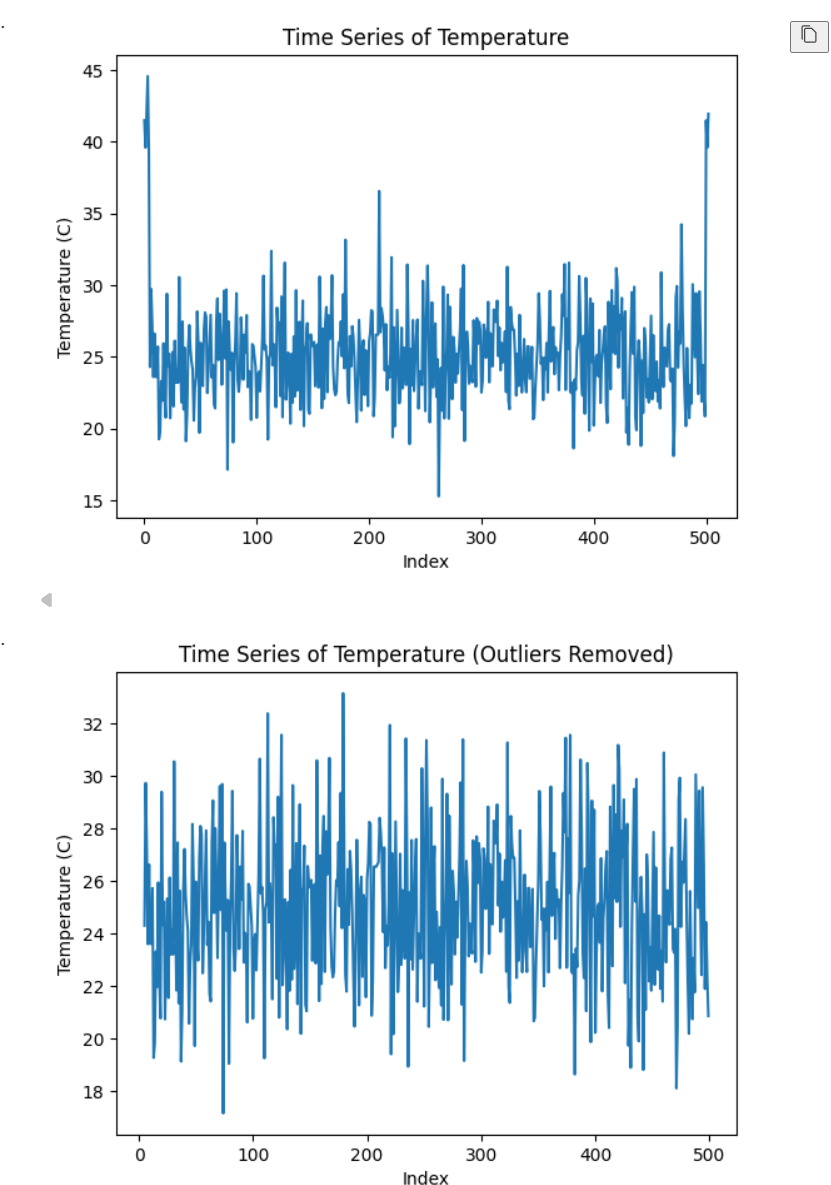 Time Series of Temperature
45
40
35
30
25
20
15
Temperature (C)
0 100 200 300 400 500
Index
Time Series of Temperature (Outliers Removed)
32
30
28
26
24
22
20
18
Temperature (C)
0 100 200 300 400 500
Index